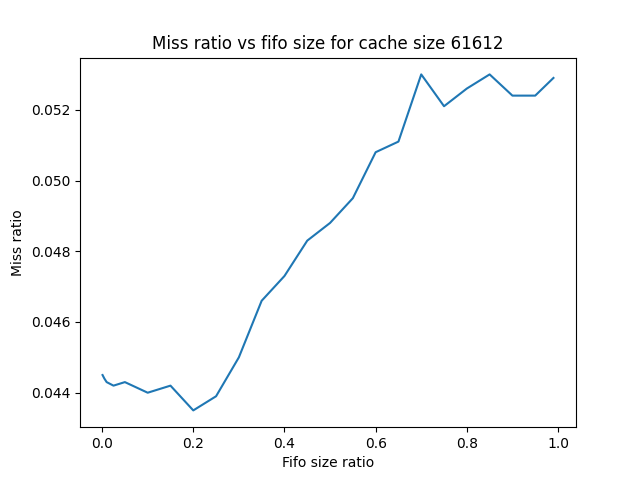 Miss ratio vs fifo size for cache size 61612
0.052
0.050
0.048
0.046
0.044
Miss ratio
0.0 0.2 0.4 0.6 0.8 1.0
Fifo size ratio